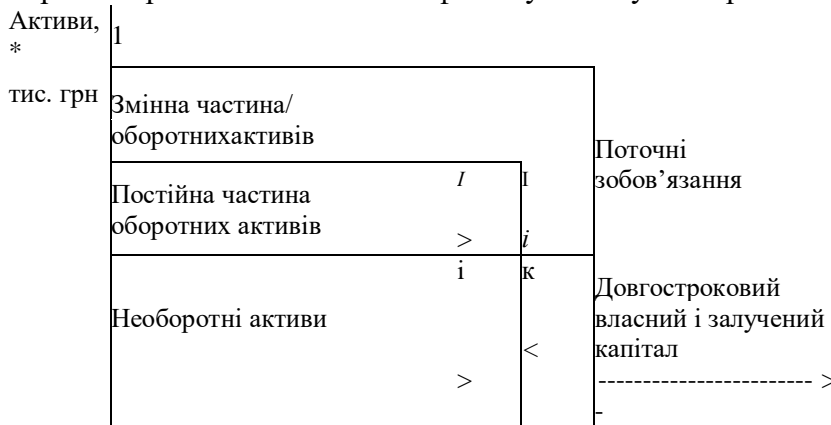 Активи,
*
тис. грн
1
Змінна частина/
оборотнихактивів
Поточні
зобов’язання
Постійна частина
оборотних активів
I
I
>
i
і
к
Необоротні активи
Довгостроковий
власний і залучений
капітал
<
>
----------------------- >
-